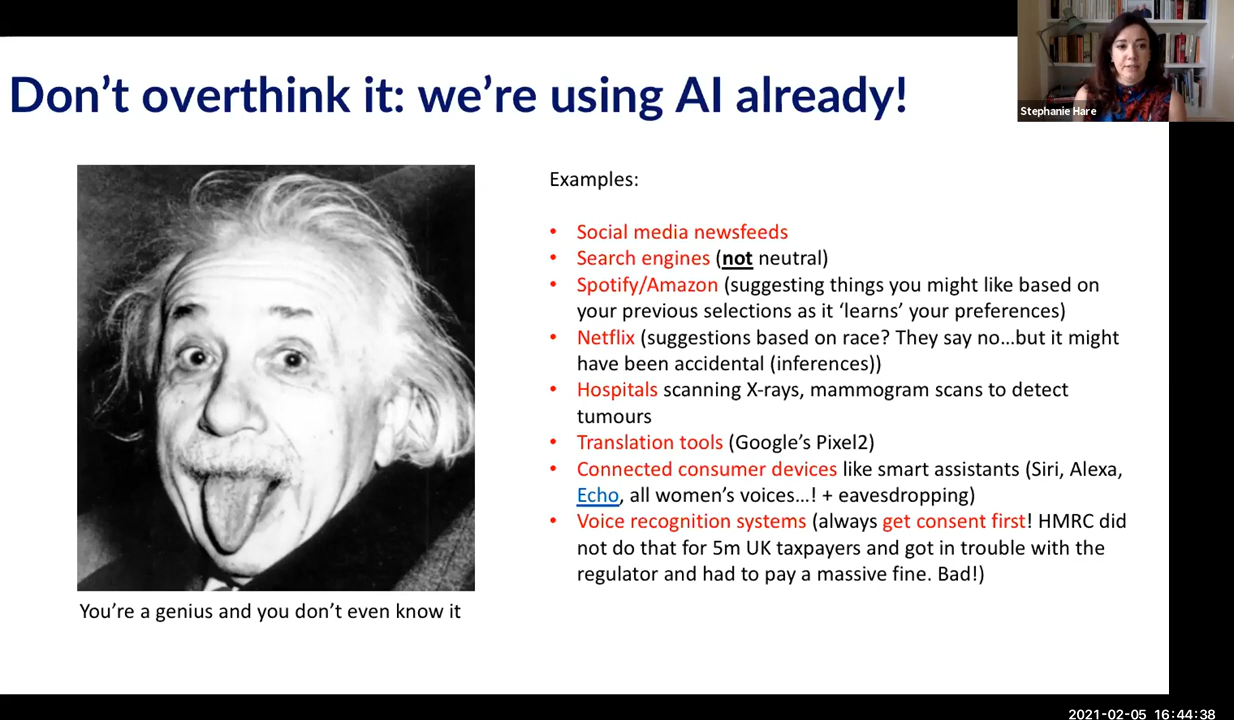 Don't overthink it: we're using AI already!
Stephanie Hare
Examples:
• Social media newsfeeds
• Search engines (not neutral)
• Spotify/Amazon (suggesting things you might like based on
your previous selections as it ‘learns’ your preferences)
• Netflix (suggestions based on race? They say no...but it might
have been accidental (inferences))
• Hospitals scanning X-rays, mammogram scans to detect
tumours
• Translation tools (Google's Pixel2)
• Connected consumer devices like smart assistants (Siri, Alexa,
Echo, all women's voices...! + eavesdropping)
• Voice recognition systems (always get consent first! HMRC did
not do that for 5m UK taxpayers and got in trouble with the
regulator and had to pay a massive fine. Bad!)
You're a genius and you don't even know it
2021-02-05 16:44:38